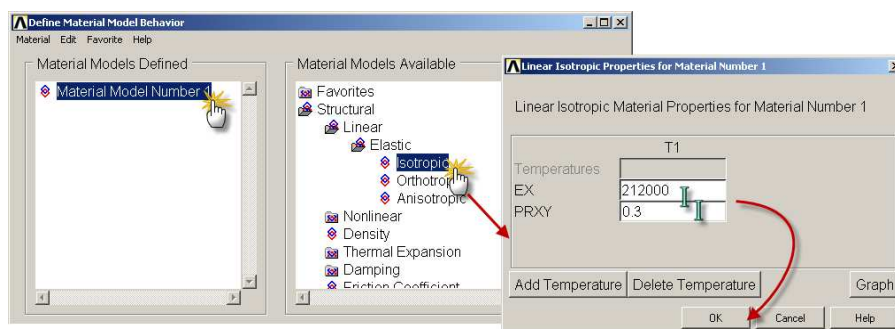 Define Material Model Behavior
Material Edit Favorite Help
Material Models Defined
Material Model Number 1
Material Models Available
Favorites
Structural
Linear
Elastic
Isotropic
Orthotropic
Anisotropic
Nonlinear
Density
Thermal Expansion
Damping
Friction Coefficient
Linear Isotropic Properties for Material Number 1
Linear Isotropic Material Properties for Material Number 1
T1
Temperatures
EX 212000
PRXY 0.3
Add Temperature Delete Temperature Graph
OK Cancel Help